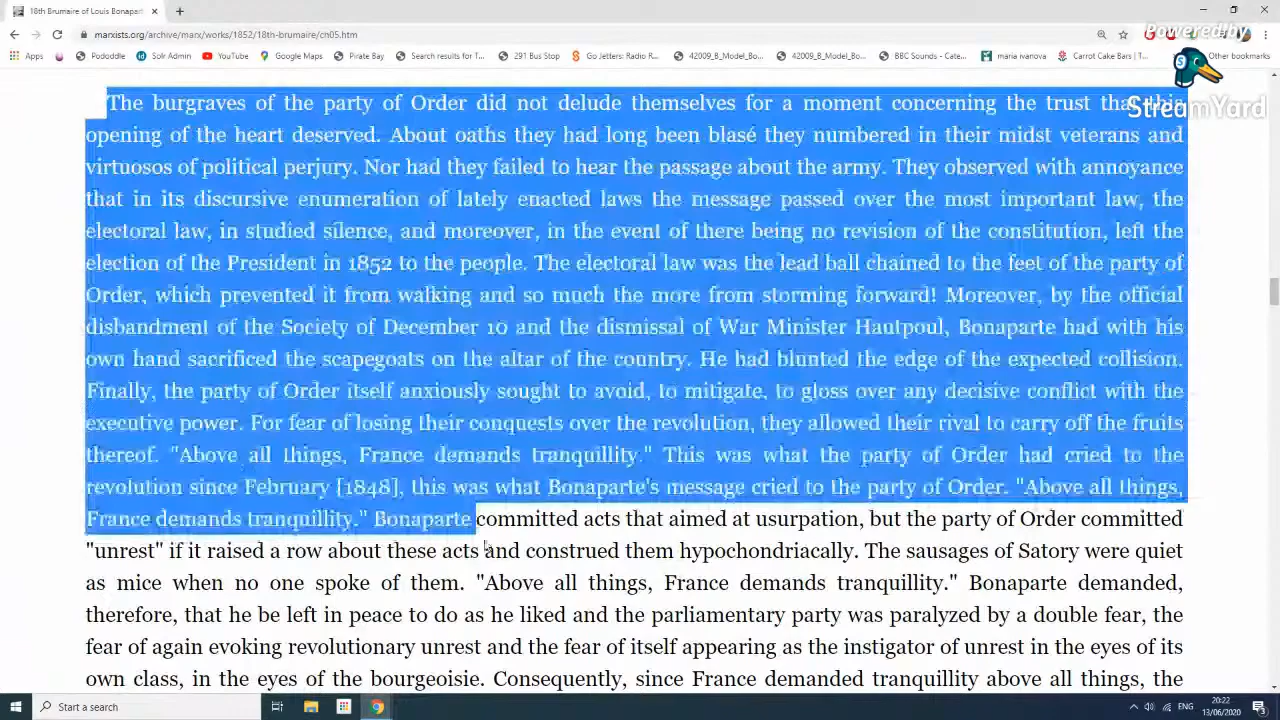 18th Brumaire of Louis Bonapart
marxists.org/archive/marx/works/1852/18th-brumaire/ch05.htm
Powered by
Apps Pododdle Solr Admin YouTube Google Maps Pirate Bay Search results for T... 291 Bus Stop Go Jetters: Radio R... 42009_B_Model_Bo... 42009_B_Model_Bo... BBC Sounds - Cate... maria ivanova Carrot Cake Bars | T... Other bookmarks
StreamYard
The burgraves of the party of Order did not delude themselves for a moment concerning the trust that this
opening of the heart deserved. About oaths they had long been blasé they numbered in their midst veterans and
virtuosos of political perjury. Nor had they failed to hear the passage about the army. They observed with annoyance
that in its discursive enumeration of lately enacted laws the message passed over the most important law, the
electoral law, in studied silence, and moreover, in the event of there being no revision of the constitution, left the
election of the President in 1852 to the people. The electoral law was the lead ball chained to the feet of the party of
Order, which prevented it from walking and so much the more from storming forward! Moreover, by the official
disbandment of the Society of December 10 and the dismissal of War Minister Hautpoul, Bonaparte had with his
own hand sacrificed the scapegoats on the altar of the country. He had blunted the edge of the expected collision.
Finally, the party of Order itself anxiously sought to avoid, to mitigate, to gloss over any decisive conflict with the
executive power. For fear of losing their conquests over the revolution, they allowed their rival to carry off the fruits
thereof. "Above all things, France demands tranquillity." This was what the party of Order had cried to the
revolution since February [1848], this was what Bonaparte's message cried to the party of Order. "Above all things,
France demands tranquillity." Bonaparte committed acts that aimed at usurpation, but the party of Order committed
"unrest" if it raised a row about these acts and construed them hypochondriacally. The sausages of Satory were quiet
as mice when no one spoke of them. "Above all things, France demands tranquillity." Bonaparte demanded,
therefore, that he be left in peace to do as he liked and the parliamentary party was paralyzed by a double fear, the
fear of again evoking revolutionary unrest and the fear of itself appearing as the instigator of unrest in the eyes of its
own class, in the eyes of the bourgeoisie. Consequently, since France demanded tranquillity above all things, the
Start a search
ENG
20:22
13/06/2020
3